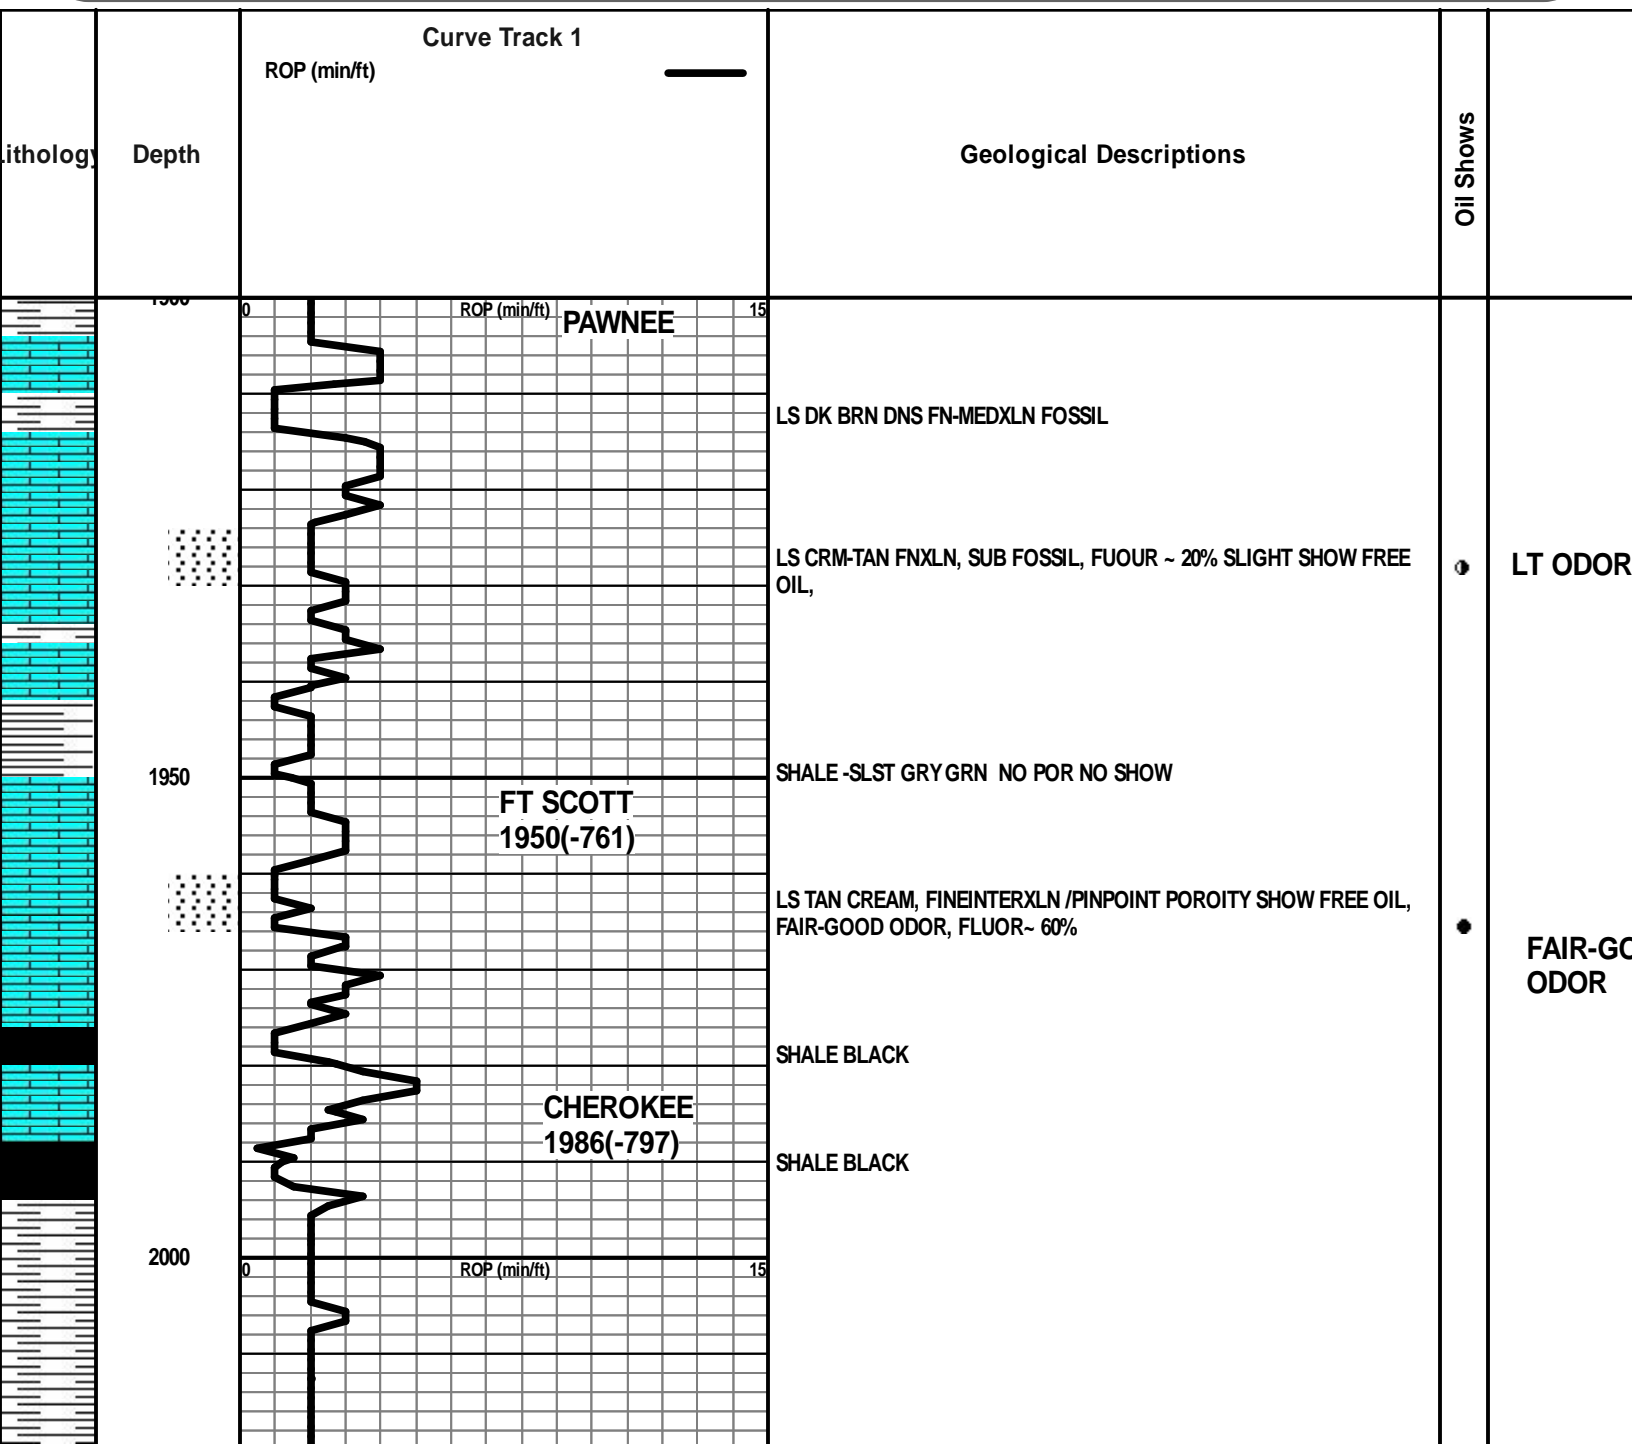 Curve Track 1
ROP (min/ft)
ithology
Depth
Geological Descriptions
Oil Shows
0
ROP (min/ft)
15
PAWNEE
LS DK BRN DNS FN-MEDXLN FOSSIL
LS CRM-TAN FNXLN, SUB FOSSIL, FUOUR ~ 20% SLIGHT SHOW FREE
OIL,
LT ODOR
1950
SHALE -SLST GRY GRN NO POR NO SHOW
FT SCOTT
1950(-761)
LS TAN CREAM, FINEINTERXLN /PINPOINT POROITY SHOW FREE OIL,
FAIR-GOOD ODOR, FLUOR~ 60%
FAIR-GO
ODOR
SHALE BLACK
CHEROKEE
1986(-797)
SHALE BLACK
2000
0
ROP (min/ft)
15